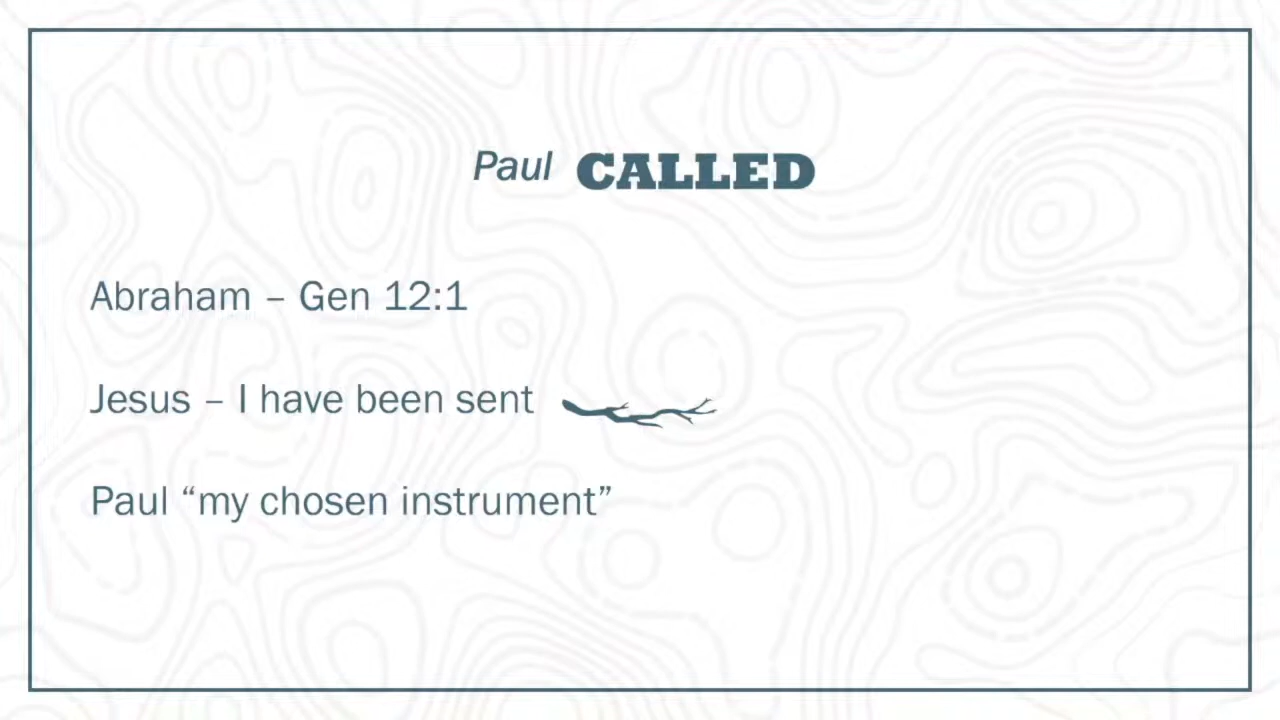 Paul CALLED
Abraham – Gen 12:1
Jesus – I have been sent
Paul “my chosen instrument”